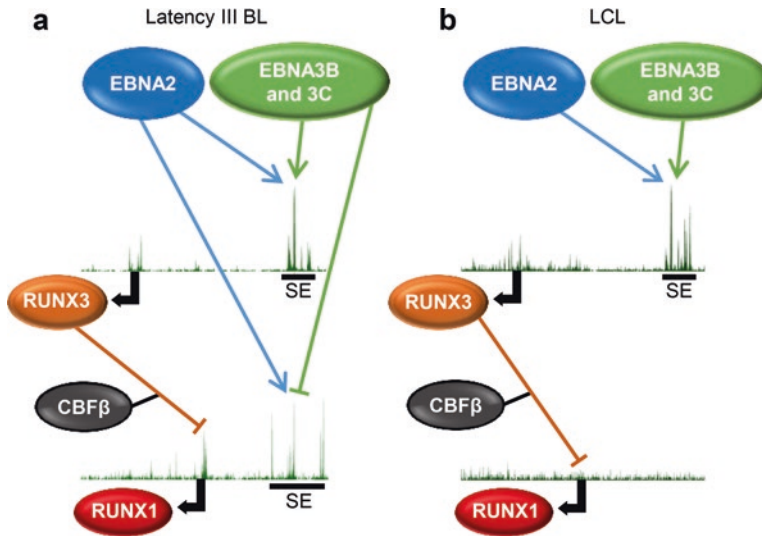 a
Latency III BL
EBNA2
EBNA3B
and 3C
SE
RUNX3
CBFβ
SE
RUNX1
b
LCL
EBNA2
EBNA3B
and 3C
SE
RUNX3
CBFβ
RUNX1